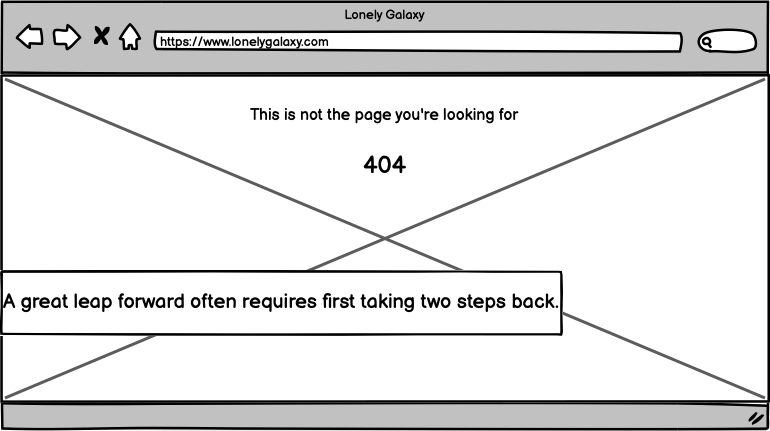 Lonely Galaxy
https://www.lonelygalaxy.com
This is not the page you're looking for
404
A great leap forward often requires first taking two steps back.